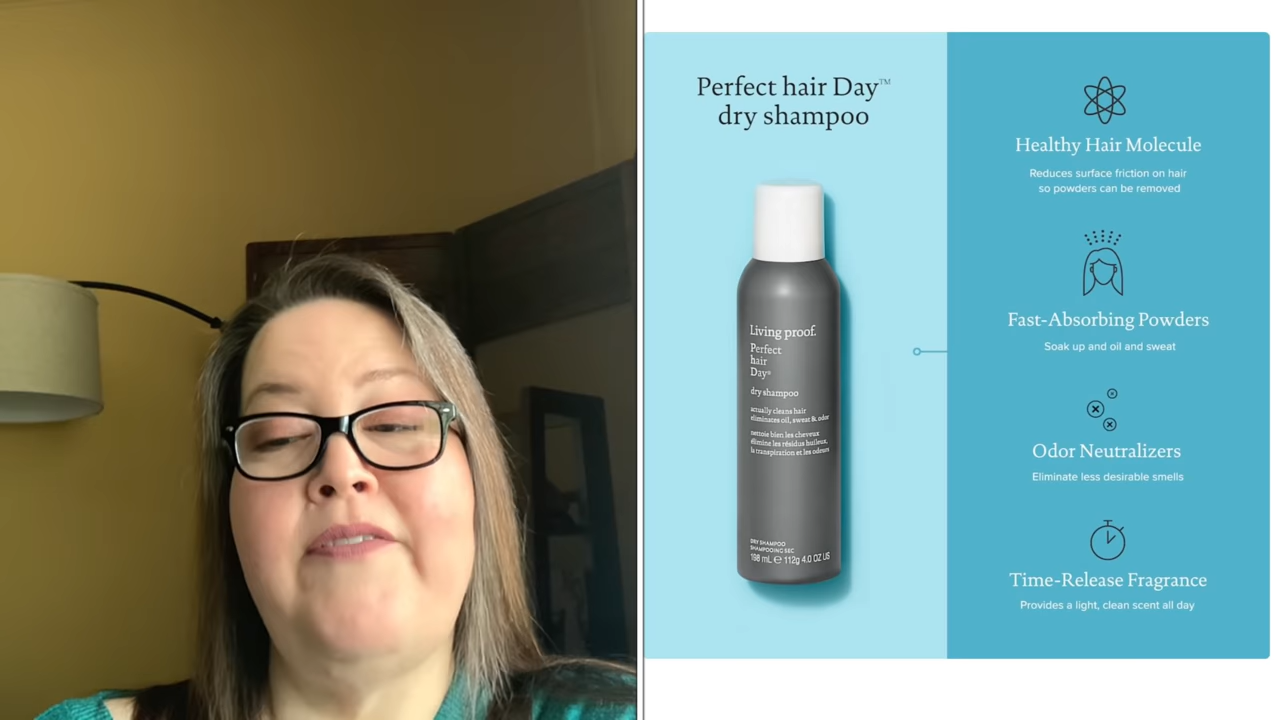 Perfect hair Day™
dry shampoo
Living proof.
Perfect
hair
Day®
dry shampoo
actually cleans hair
eliminates oil, sweat & odor
nettoie bien les cheveux
élimine les résidus huileux,
la transpiration et les odeurs
DRY SHAMPOO
SHAMPOOING SEC
198 mL ℮ 112g 4.0 OZ US
Healthy Hair Molecule
Reduces surface friction on hair
so powders can be removed
Fast-Absorbing Powders
Soak up and oil and sweat
Odor Neutralizers
Eliminate less desirable smells
Time-Release Fragrance
Provides a light, clean scent all day